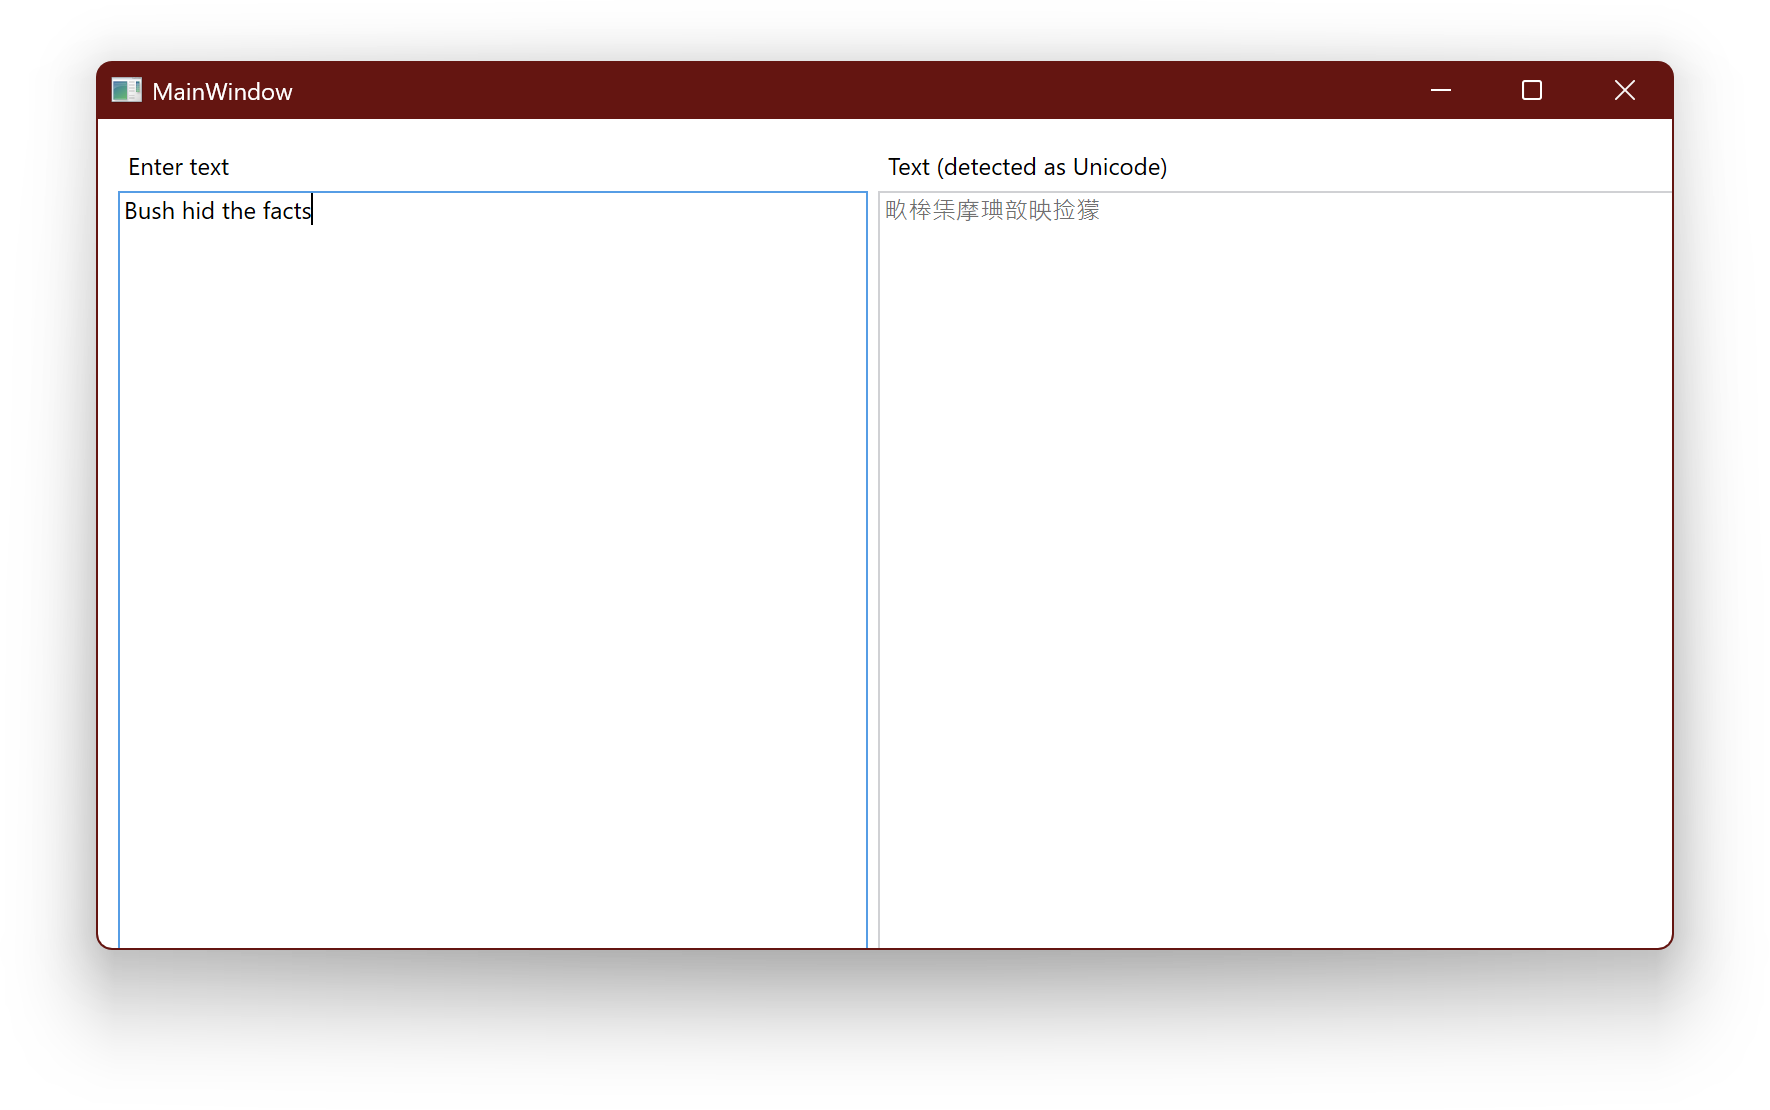 MainWindow
Enter text
Text (detected as Unicode)
Bush hid the facts
畂桳栠摩琠敨映捡獴